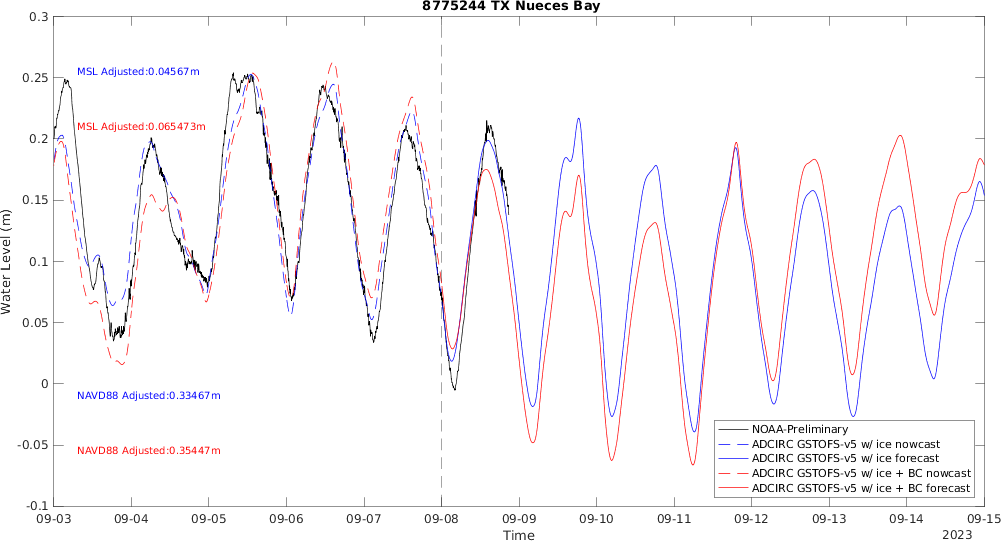 8775244 TX Nueces Bay
0.3
0.25
0.2
0.15
0.1
0.05
0
-0.05
-0.1
Water Level (m)
MSL Adjusted:0.04567m
MSL Adjusted:0.065473m
NAVD88 Adjusted:0.33467m
NAVD88 Adjusted:0.35447m
NOAA-Preliminary
ADCIRC GSTOFS-v5 w/ ice nowcast
ADCIRC GSTOFS-v5 w/ ice forecast
ADCIRC GSTOFS-v5 w/ ice + BC nowcast
ADCIRC GSTOFS-v5 w/ ice + BC forecast
09-03 09-04 09-05 09-06 09-07 09-08 09-09 09-10 09-11 09-12 09-13 09-14 09-15
Time
2023